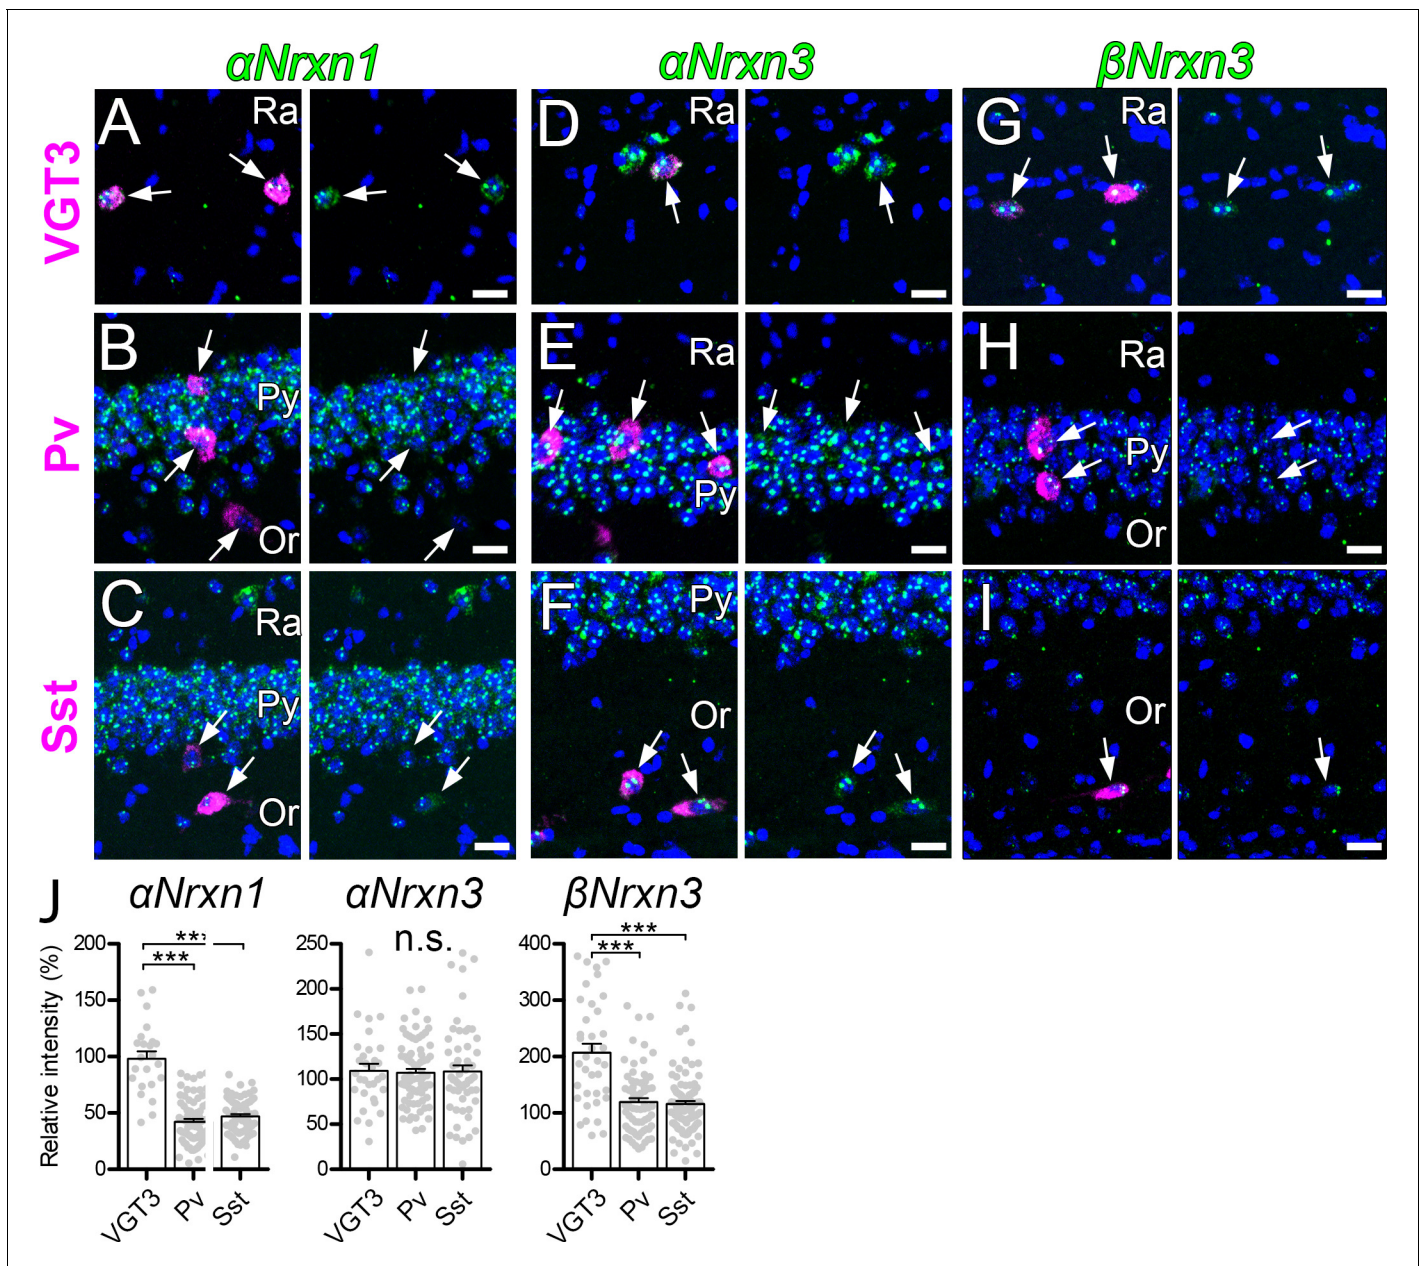 αNrxn1 αNrxn3 βNrxn3
VGT3
A Ra
D Ra
G Ra
Pv
B Py Or
E Ra Py
H Ra Py Or
Sst
C Ra Py Or
F Py Or
I Or
J αNrxn1 αNrxn3 βNrxn3
Relative intensity (%)
200
150
100
50
0
***
VGT3 Pv Sst
n.s.
250
200
150
100
50
0
VGT3 Pv Sst
***
***
400
300
200
100
0
VGT3 Pv Sst